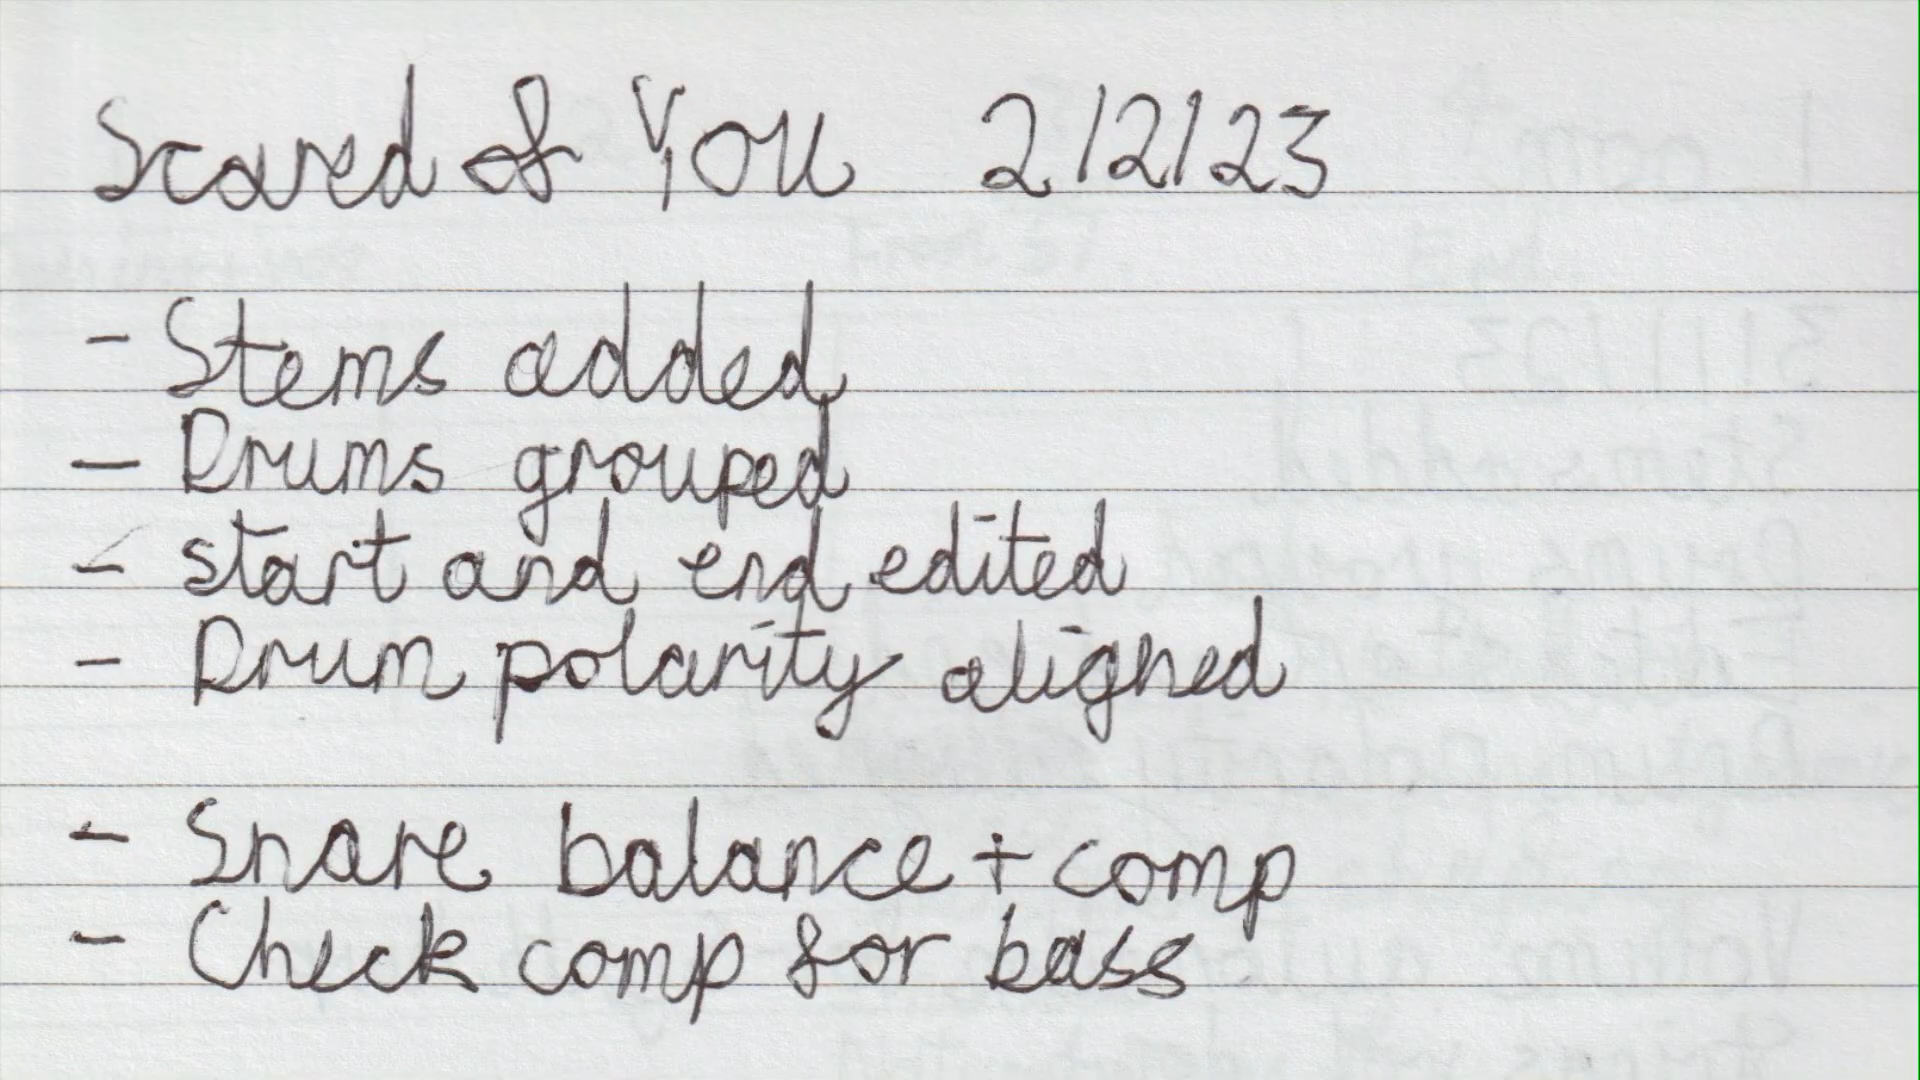 Scared of You 2/2/23
- Stems added
- Drums grouped
- start and end edited
- Drum polarity aligned
- Snare balance + comp
- Check comp for bass